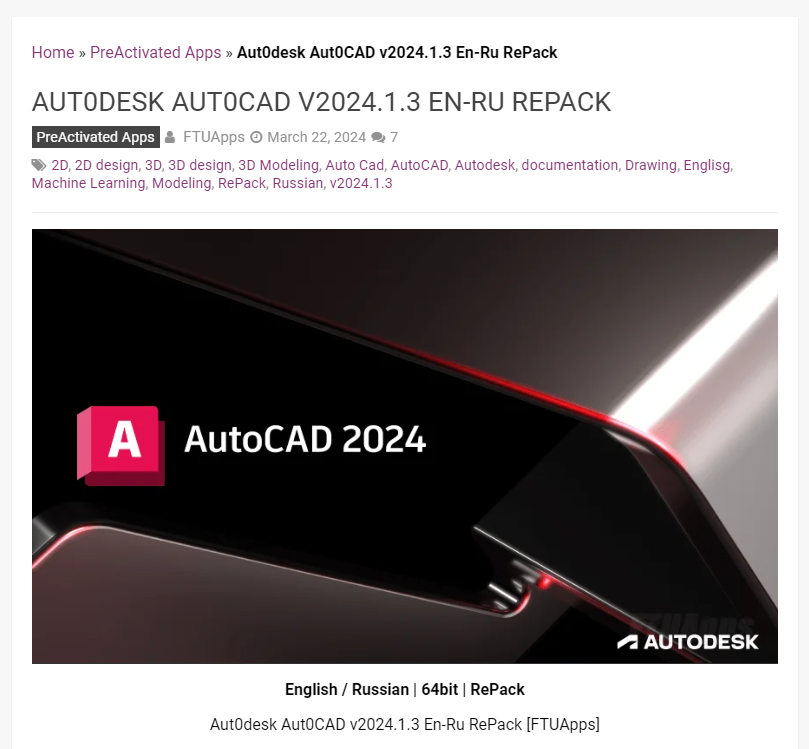 Home » PreActivated Apps » Aut0desk Aut0CAD v2024.1.3 En-Ru RePack
AUT0DESK AUT0CAD V2024.1.3 EN-RU REPACK
PreActivated Apps FTUApps March 22, 2024 7
2D, 2D design, 3D, 3D design, 3D Modeling, Auto Cad, AutoCAD, Autodesk, documentation, Drawing, Englisg,
Machine Learning, Modeling, RePack, Russian, v2024.1.3
A AutoCAD 2024
FTUApps
AUTODESK
English / Russian | 64bit | RePack
Aut0desk Aut0CAD v2024.1.3 En-Ru RePack [FTUApps]